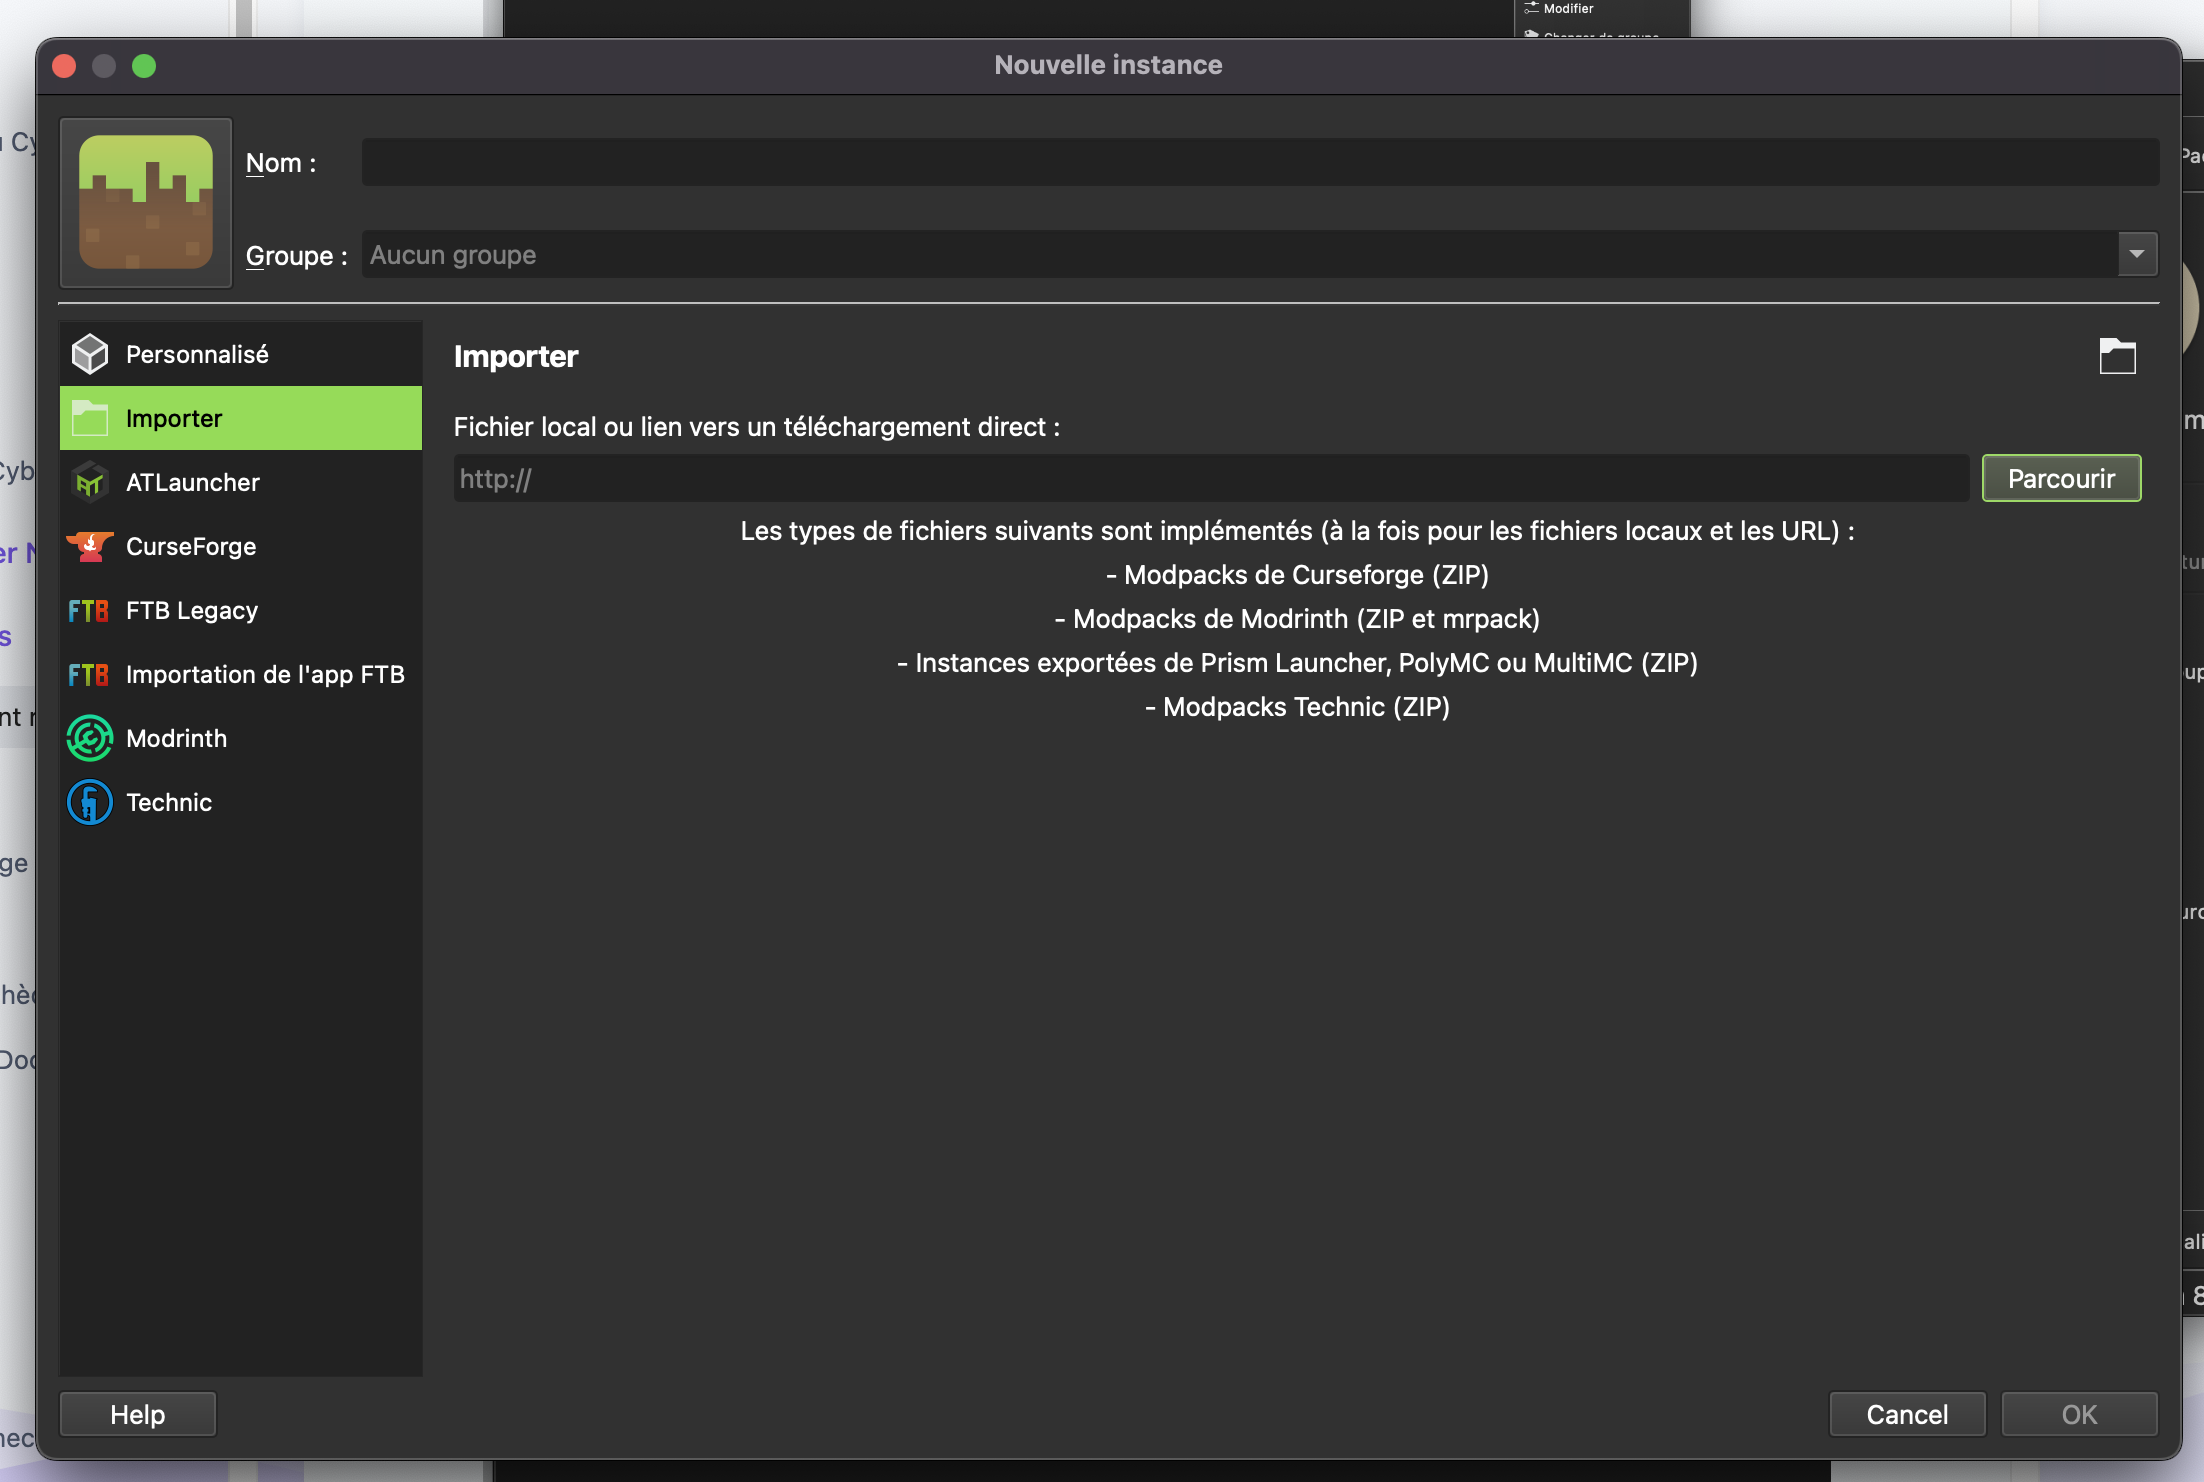 Modifier
Nouvelle instance
Nom :
Groupe : Aucun groupe
Personnalisé
Importer
ATLauncher
CurseForge
FTB FTB Legacy
FTB Importation de l'app FTB
Modrinth
Technic
Importer
Fichier local ou lien vers un téléchargement direct :
http://
Parcourir
Les types de fichiers suivants sont implémentés (à la fois pour les fichiers locaux et les URL) :
- Modpacks de Curseforge (ZIP)
- Modpacks de Modrinth (ZIP et mrpack)
- Instances exportées de Prism Launcher, PolyMC ou MultiMC (ZIP)
- Modpacks Technic (ZIP)
Help
Cancel
OK